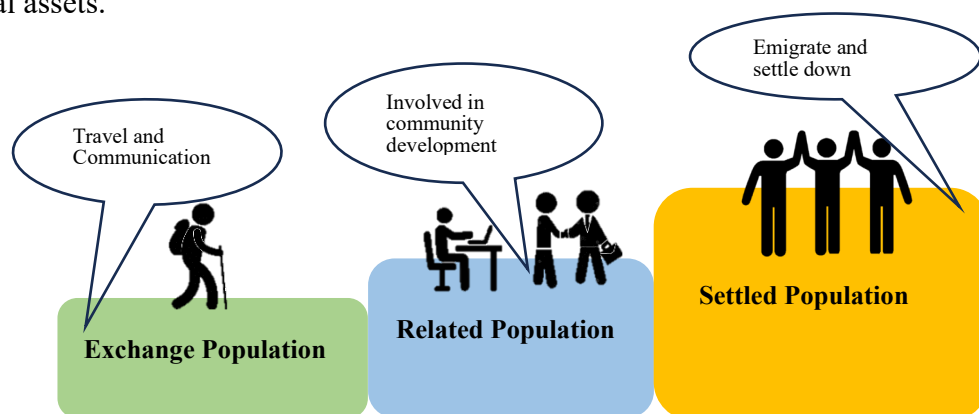 al assets.
Emigrate and
settle down
Involved in
community
development
Travel and
Communication
Settled Population
Related Population
Exchange Population